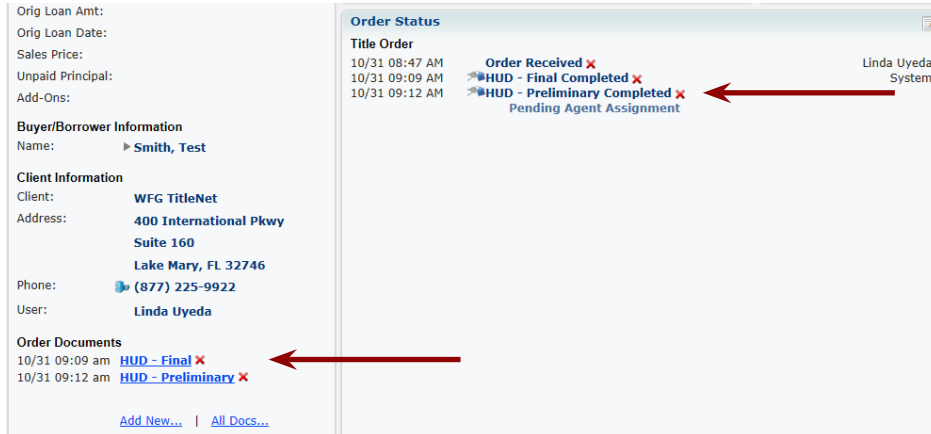 Orig Loan Amt:
Orig Loan Date:
Sales Price:
Unpaid Principal:
Add-Ons:
Buyer/Borrower Information
Name: Smith, Test
Client Information
Client: WFG TitleNet
Address: 400 International Pkwy
Suite 160
Lake Mary, FL 32746
Phone: (877) 225-9922
User: Linda Uyeda
Order Documents
10/31 09:09 am HUD - Final
10/31 09:12 am HUD - Preliminary
Add New... | All Docs...
Order Status
Title Order
10/31 08:47 AM Order Received Linda Uyeda
10/31 09:09 AM HUD - Final Completed System
10/31 09:12 AM HUD - Preliminary Completed
Pending Agent Assignment